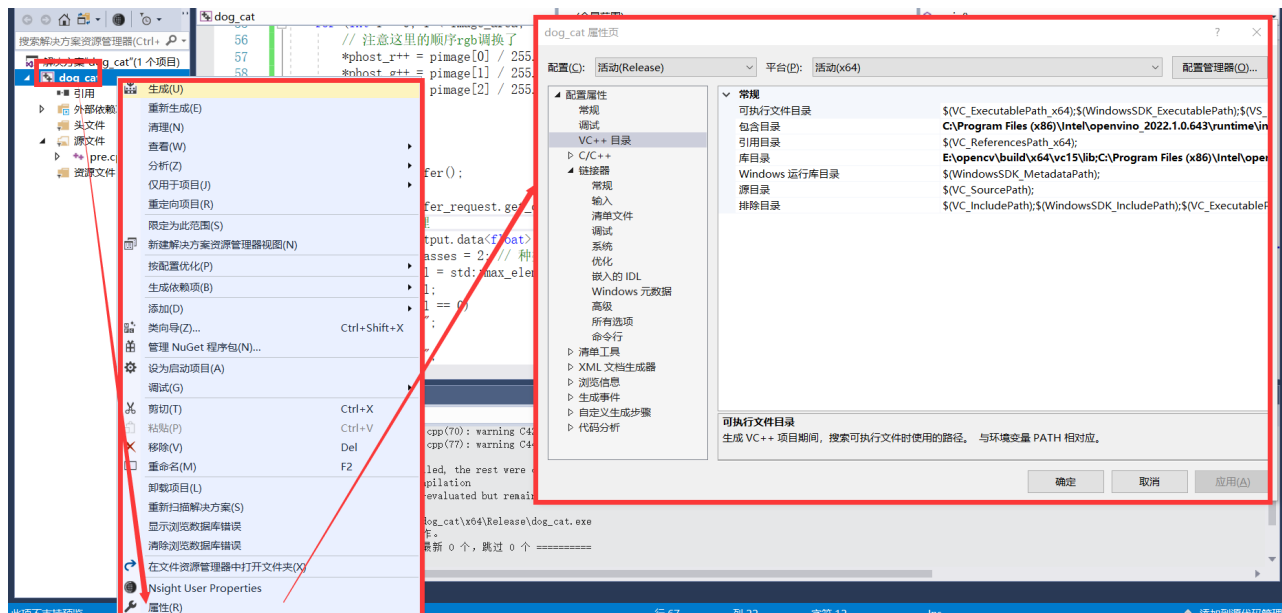 dog_cat
搜索解决方案资源管理器(Ctrl+
解决方案"dog_cat"(1 个项目)
dog_cat
引用
外部依赖
头文件
源文件
pre.c
资源文件
56 // 注意这里的顺序rgb调换了
57 *phost_r++ = pimage[0] / 255
58 *phost_g++ = pimage[1] / 255
pimage[2] / 255
fer();
fer_request.get_
tput.data<float>
asses = 2; // 种
l = std::max_ele
l;
l == 0)
";
";
生成(U)
重新生成(E)
清理(N)
查看(W)
分析(Z)
仅用于项目(J)
重定向项目(R)
限定为此范围(S)
新建解决方案资源管理器视图(N)
按配置优化(P)
生成依赖项(B)
添加(D)
类向导(Z)... Ctrl+Shift+X
管理 NuGet 程序包(N)...
设为启动项目(A)
调试(G)
剪切(T) Ctrl+X
粘贴(P) Ctrl+V
移除(V) Del
重命名(M) F2
卸载项目(L)
重新扫描解决方案(S)
显示浏览数据库错误
清除浏览数据库错误
在文件资源管理器中打开文件夹(X)
Nsight User Properties
属性(R)
cpp(70): warning C42
cpp(77): warning C44
led, the rest were
pilation
evaluated but remain
dog_cat\x64\Release\dog_cat.exe
作。
最新 0 个，跳过 0 个 ==========
dog_cat 属性页
配置(C): 活动(Release) 平台(P): 活动(x64) 配置管理器(O)...
配置属性
常规
调试
VC++ 目录
C/C++
链接器
常规
输入
清单文件
调试
系统
优化
嵌入的 IDL
Windows 元数据
高级
所有选项
命令行
清单工具
XML 文档生成器
浏览信息
生成事件
自定义生成步骤
代码分析
常规
可执行文件目录 $(VC_ExecutablePath_x64);$(WindowsSDK_ExecutablePath);$(VS_
包含目录 C:\Program Files (x86)\Intel\openvino_2022.1.0.643\runtime\in
引用目录 $(VC_ReferencesPath_x64);
库目录 E:\opencv\build\x64\vc15\lib;C:\Program Files (x86)\Intel\oper
Windows 运行库目录 $(WindowsSDK_MetadataPath);
源目录 $(VC_SourcePath);
排除目录 $(VC_IncludePath);$(WindowsSDK_IncludePath);$(VC_ExecutableP
可执行文件目录
生成 VC++ 项目期间，搜索可执行文件时使用的路径。 与环境变量 PATH 相对应。
确定 取消 应用(A)